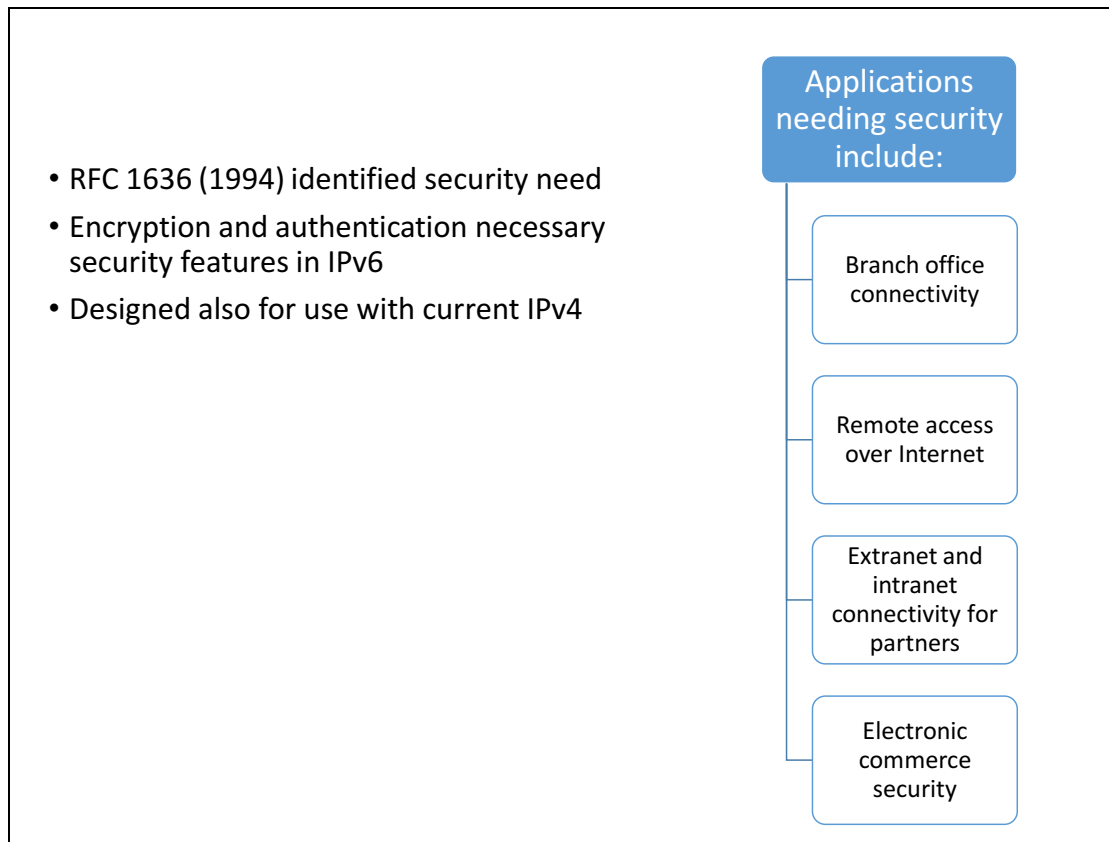 • RFC 1636 (1994) identified security need
• Encryption and authentication necessary
security features in IPv6
• Designed also for use with current IPv4
Applications
needing security
include:
Branch office
connectivity
Remote access
over Internet
Extranet and
intranet
connectivity for
partners
Electronic
commerce
security